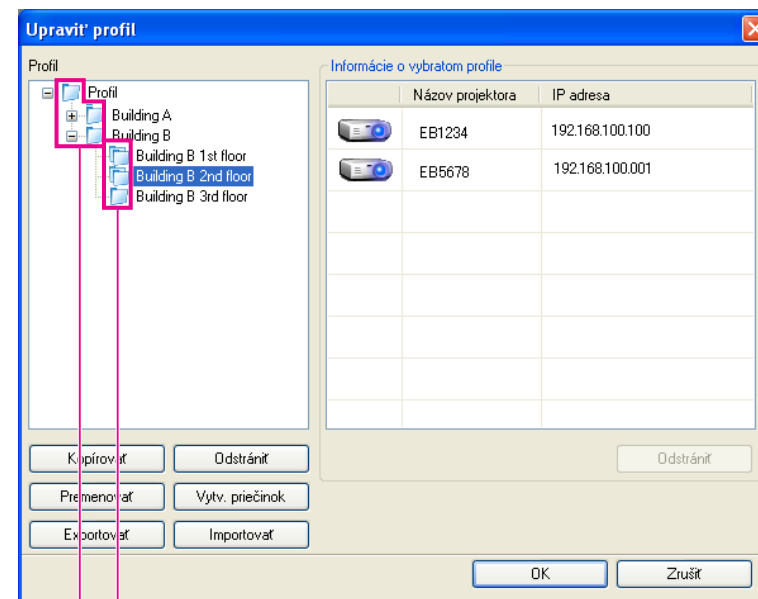 Upraviť profil
Profil
Profil
Building A
Building B
Building B 1st floor
Building B 2nd floor
Building B 3rd floor
Kopírovať
Odstrániť
Premenovať
Vytv. priečinok
Exportovať
Importovať
Informácie o vybratom profile
Názov projektora IP adresa
EB1234 192.168.100.100
EB5678 192.168.100.001
Odstrániť
OK
Zrušiť